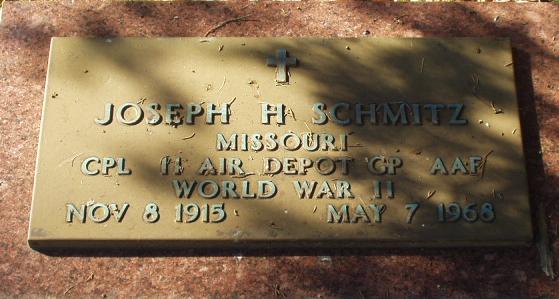 JOSEPH H SCHMITZ
MISSOURI
CPL 11 AIR DEPOT GP AAF
WORLD WAR II
NOV 8 1915 MAY 7 1968